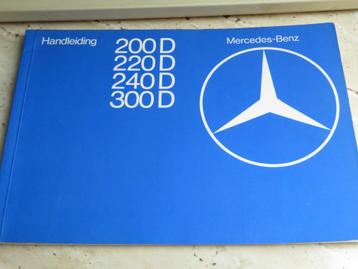 Handleiding
200 D
220 D
240 D
300 D
Mercedes-Benz